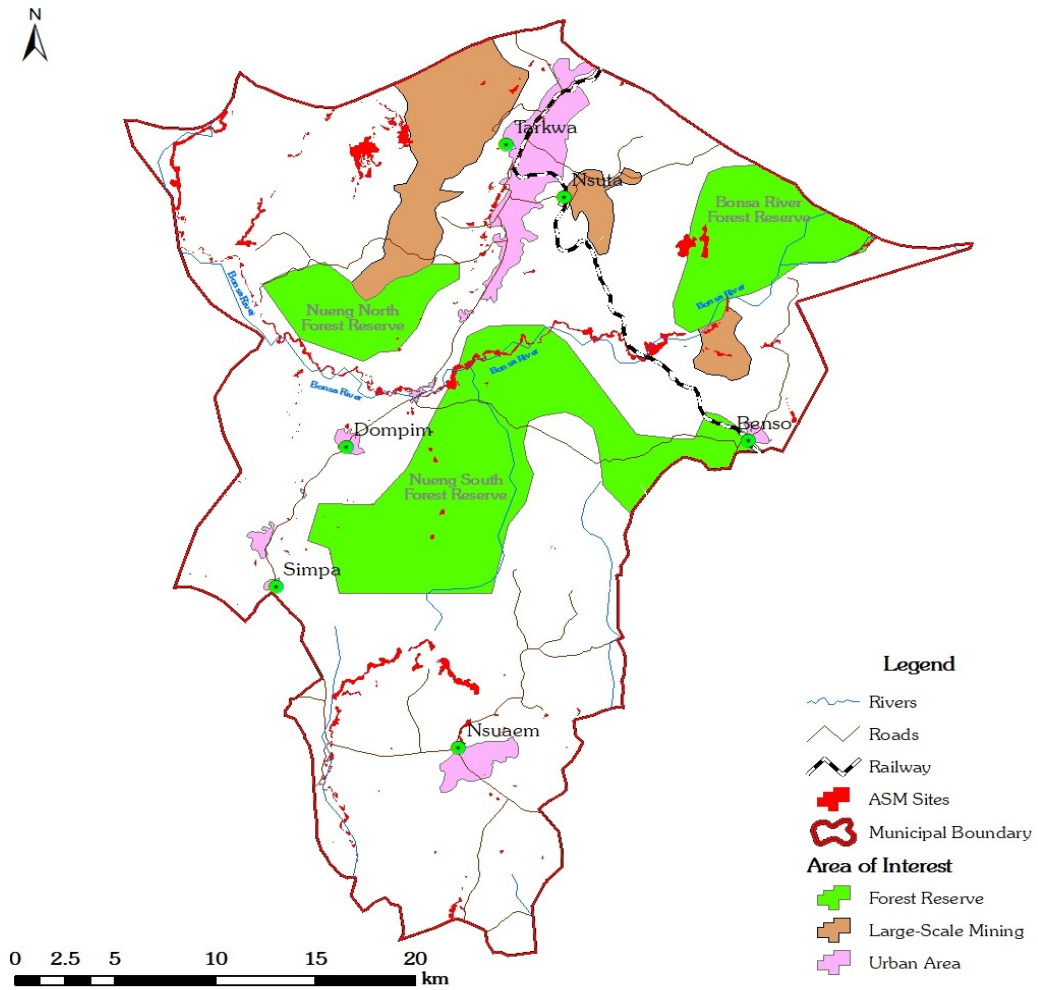 N
Tarkwa
Nsuta
Bonsa River
Forest Reserve
Bonsa River
Bonsa River
Nueng North
Forest Reserve
Bonsa River
Bonsa River
Dompim
Benso
Nueng South
Forest Reserve
Simpa
Nsuaem
Legend
Rivers
Roads
Railway
ASM Sites
Municipal Boundary
Area of Interest
Forest Reserve
Large-Scale Mining
Urban Area
0 2.5 5 10 15 20
km